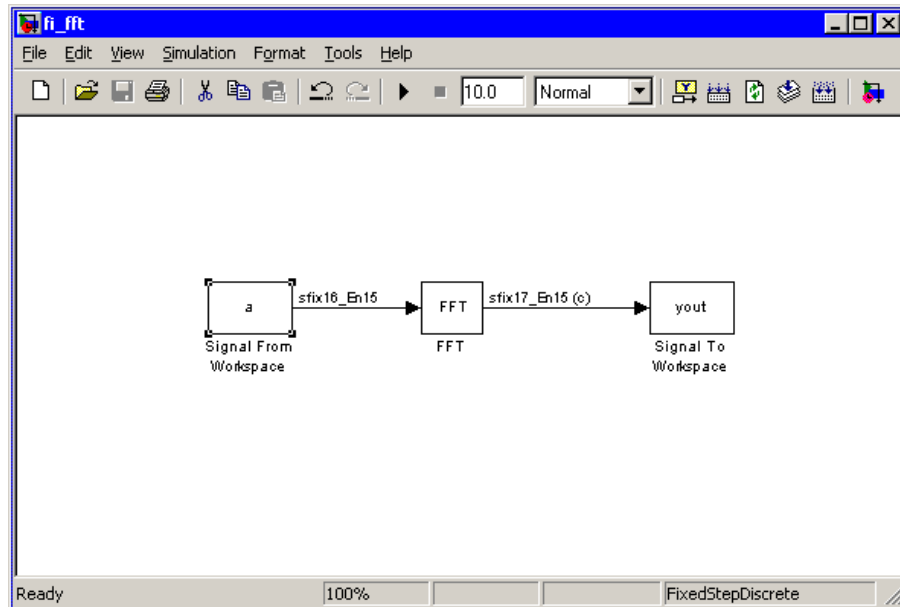 fi_fft
File Edit View Simulation Format Tools Help
10.0 Normal
a
sfix16_En15
FFT
sfix17_En15 (c)
yout
Signal From
Workspace
FFT
Signal To
Workspace
Ready 100% FixedStepDiscrete